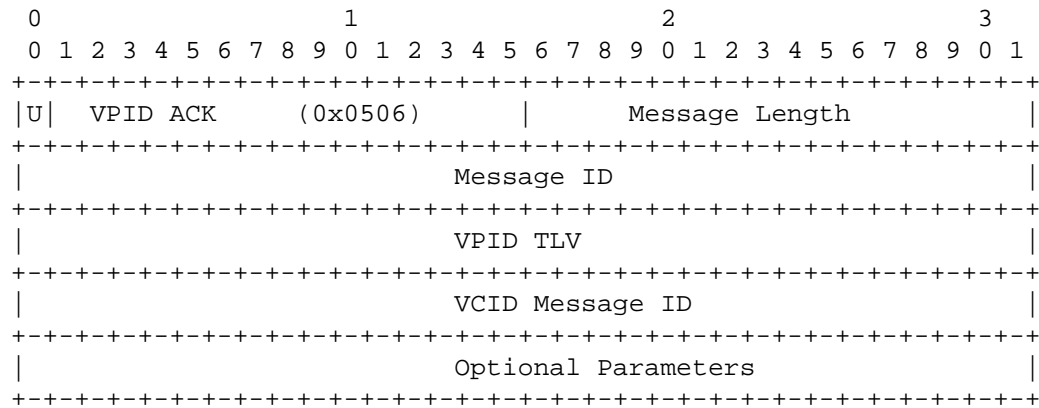 0                   1                   2                   3
 0 1 2 3 4 5 6 7 8 9 0 1 2 3 4 5 6 7 8 9 0 1 2 3 4 5 6 7 8 9 0 1
+-+-+-+-+-+-+-+-+-+-+-+-+-+-+-+-+-+-+-+-+-+-+-+-+-+-+-+-+-+-+-+-+
|U|  VPID ACK     (0x0506)      |      Message Length           |
+-+-+-+-+-+-+-+-+-+-+-+-+-+-+-+-+-+-+-+-+-+-+-+-+-+-+-+-+-+-+-+-+
|                           Message ID                          |
+-+-+-+-+-+-+-+-+-+-+-+-+-+-+-+-+-+-+-+-+-+-+-+-+-+-+-+-+-+-+-+-+
|                           VPID TLV                            |
+-+-+-+-+-+-+-+-+-+-+-+-+-+-+-+-+-+-+-+-+-+-+-+-+-+-+-+-+-+-+-+-+
|                           VCID Message ID                     |
+-+-+-+-+-+-+-+-+-+-+-+-+-+-+-+-+-+-+-+-+-+-+-+-+-+-+-+-+-+-+-+-+
|                           Optional Parameters                 |
+-+-+-+-+-+-+-+-+-+-+-+-+-+-+-+-+-+-+-+-+-+-+-+-+-+-+-+-+-+-+-+-+